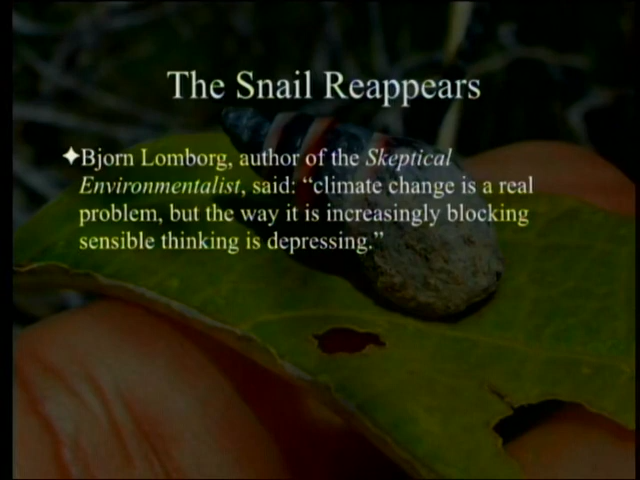 The Snail Reappears
✦Bjorn Lomborg, author of the Skeptical
Environmentalist, said: “climate change is a real
problem, but the way it is increasingly blocking
sensible thinking is depressing.”